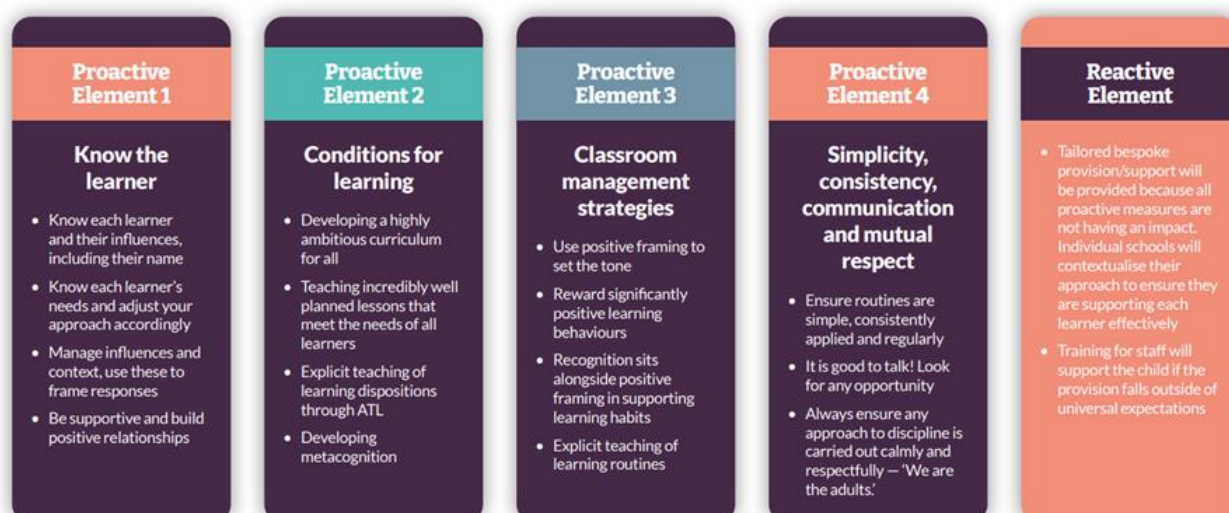 Proactive
Element 1
Know the
learner
• Know each learner
and their influences,
including their name
• Know each learner's
needs and adjust your
approach accordingly
• Manage influences and
context, use these to
frame responses
• Be supportive and build
positive relationships
Proactive
Element 2
Conditions for
learning
• Developing a highly
ambitious curriculum
for all
• Teaching incredibly well
planned lessons that
meet the needs of all
learners
• Explicit teaching of
learning dispositions
through ATL
• Developing
metacognition
Proactive
Element 3
Classroom
management
strategies
• Use positive framing to
set the tone
• Reward significantly
positive learning
behaviours
• Recognition sits
alongside positive
framing in supporting
learning habits
• Explicit teaching of
learning routines
Proactive
Element 4
Simplicity,
consistency,
communication
and mutual
respect
• Ensure routines are
simple, consistently
applied and regularly
• It is good to talk! Look
for any opportunity
• Always ensure any
approach to discipline is
carried out calmly and
respectfully — 'We are
the adults.'
Reactive
Element
• Tailored bespoke
provision/support will
be provided because all
proactive measures are
not having an impact.
Individual schools will
contextualise their
approach to ensure they
are supporting each
learner effectively
• Training for staff will
support the child if the
provision falls outside of
universal expectations